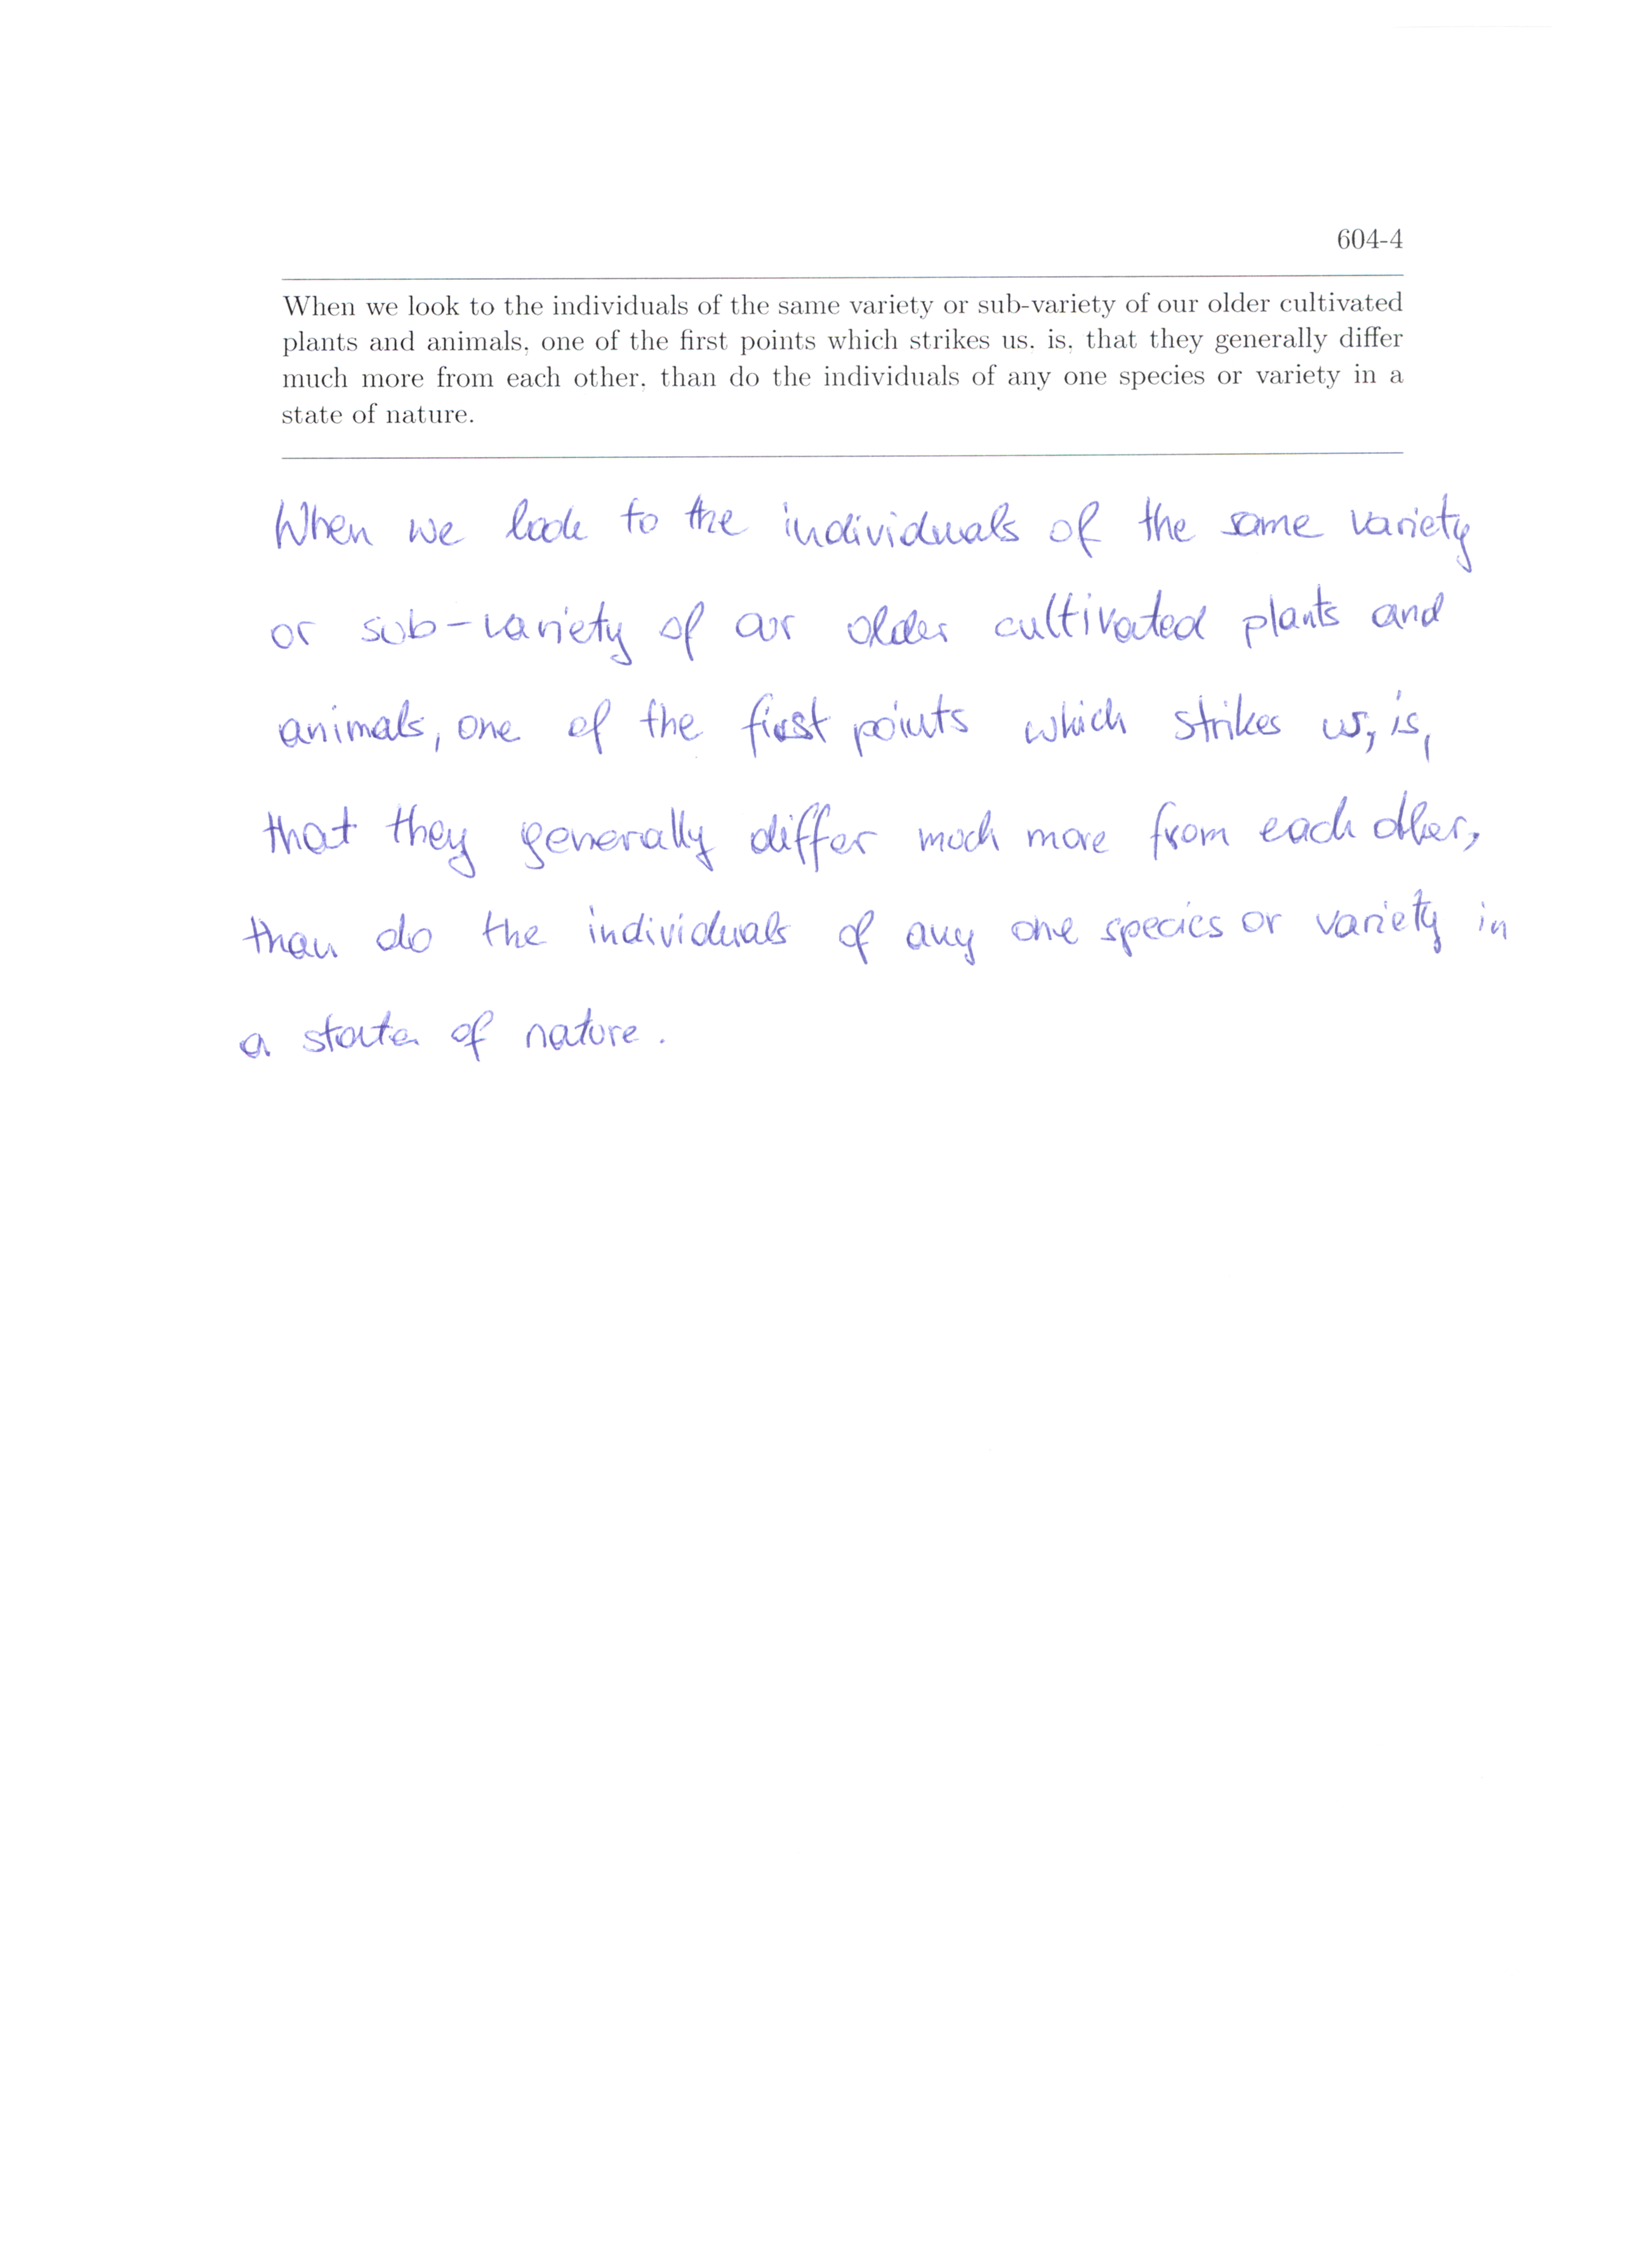 604-4
When we look to the individuals of the same variety or sub-variety of our older cultivated
plants and animals, one of the first points which strikes us, is, that they generally differ
much more from each other, than do the individuals of any one species or variety in a
state of nature.
When we look to the individuals of the same variety
or sub-variety of our older cultivated plants and
animals, one of the first points which strikes us, is,
that they generally differ much more from each other,
than do the individuals of any one species or variety in
a state of nature.